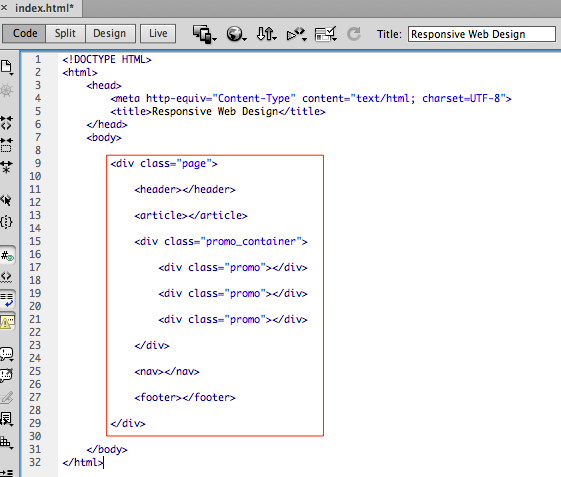 index.html*
Code Split Design Live Title: Responsive Web Design
1 <!DOCTYPE HTML>
2 <html>
3 <head>
4 <meta http-equiv="Content-Type" content="text/html; charset=UTF-8">
5 <title>Responsive Web Design</title>
6 </head>
7 <body>
8
9 <div class="page">
10
11 <header></header>
12
13 <article></article>
14
15 <div class="promo_container">
16
17 <div class="promo"></div>
18
19 <div class="promo"></div>
20
21 <div class="promo"></div>
22
23 </div>
24
25 <nav></nav>
26
27 <footer></footer>
28
29 </div>
30
31 </body>
32 </html>